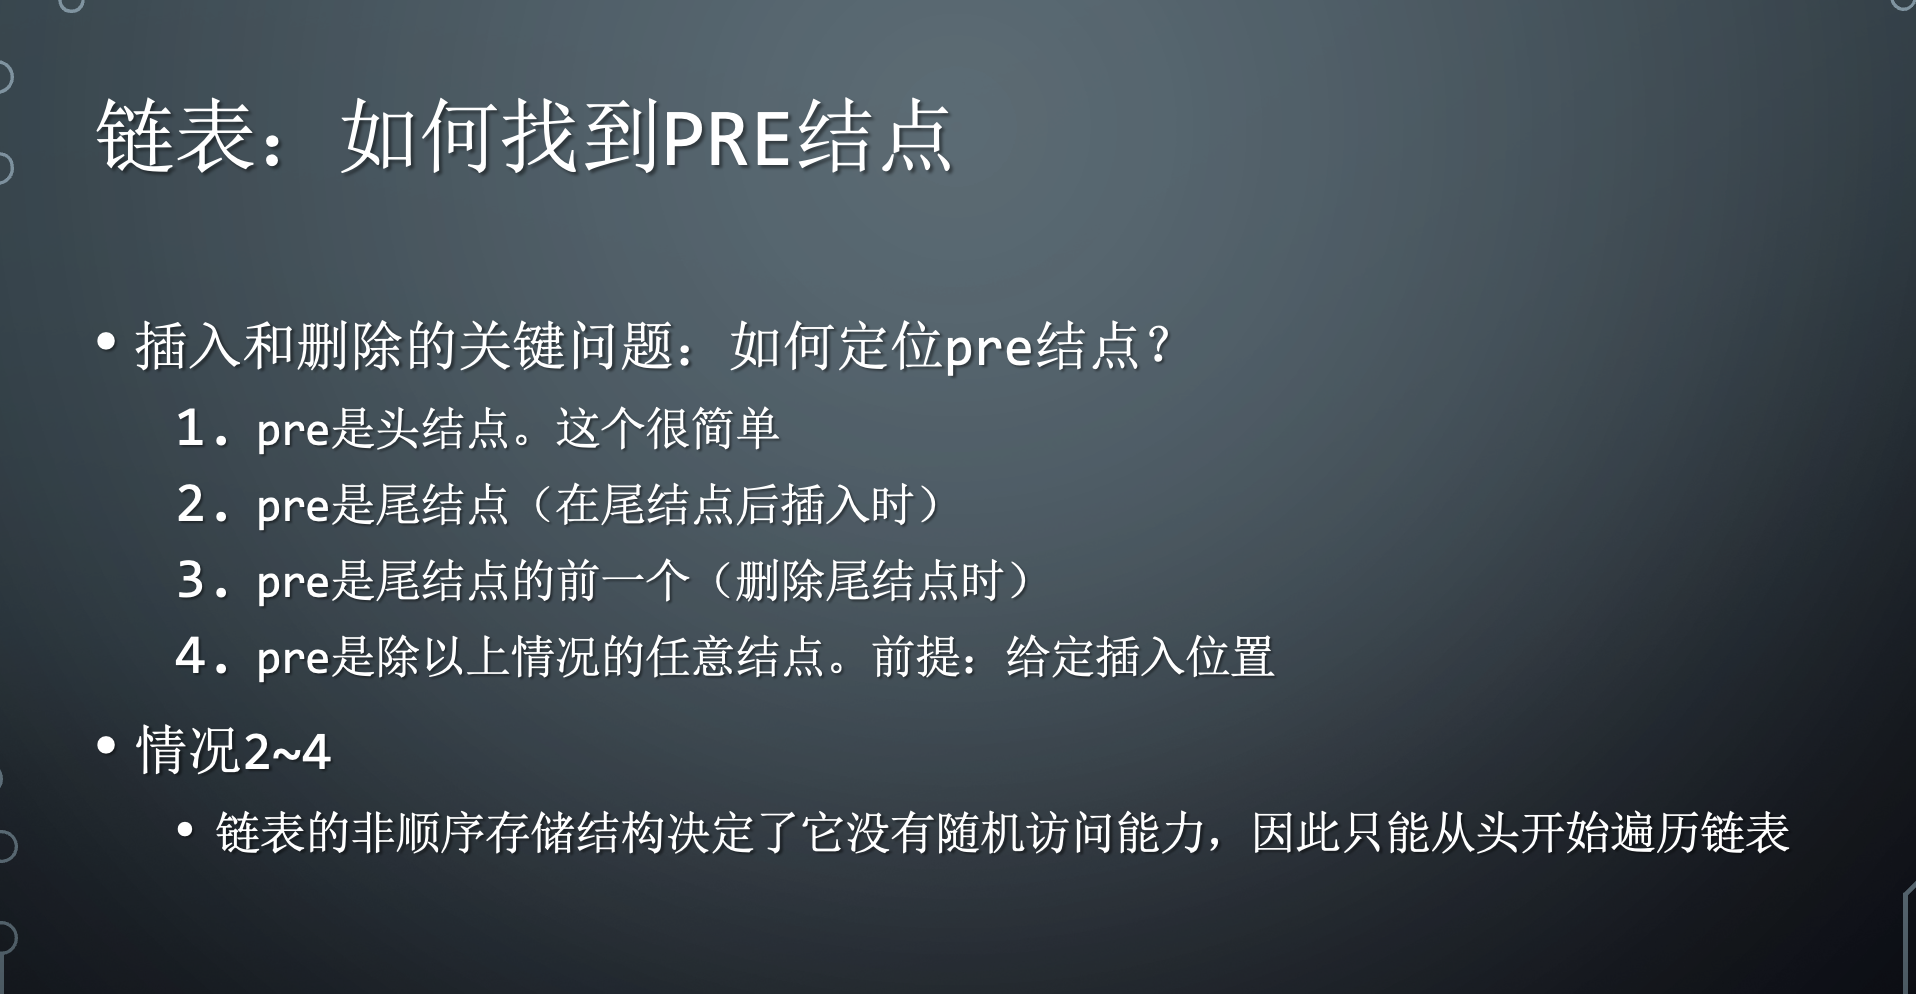 链表：如何找到PRE结点
• 插入和删除的关键问题：如何定位pre结点？
1. pre是头结点。这个很简单
2. pre是尾结点（在尾结点后插入时）
3. pre是尾结点的前一个（删除尾结点时）
4. pre是除以上情况的任意结点。前提：给定插入位置
• 情况2~4
• 链表的非顺序存储结构决定了它没有随机访问能力，因此只能从头开始遍历链表